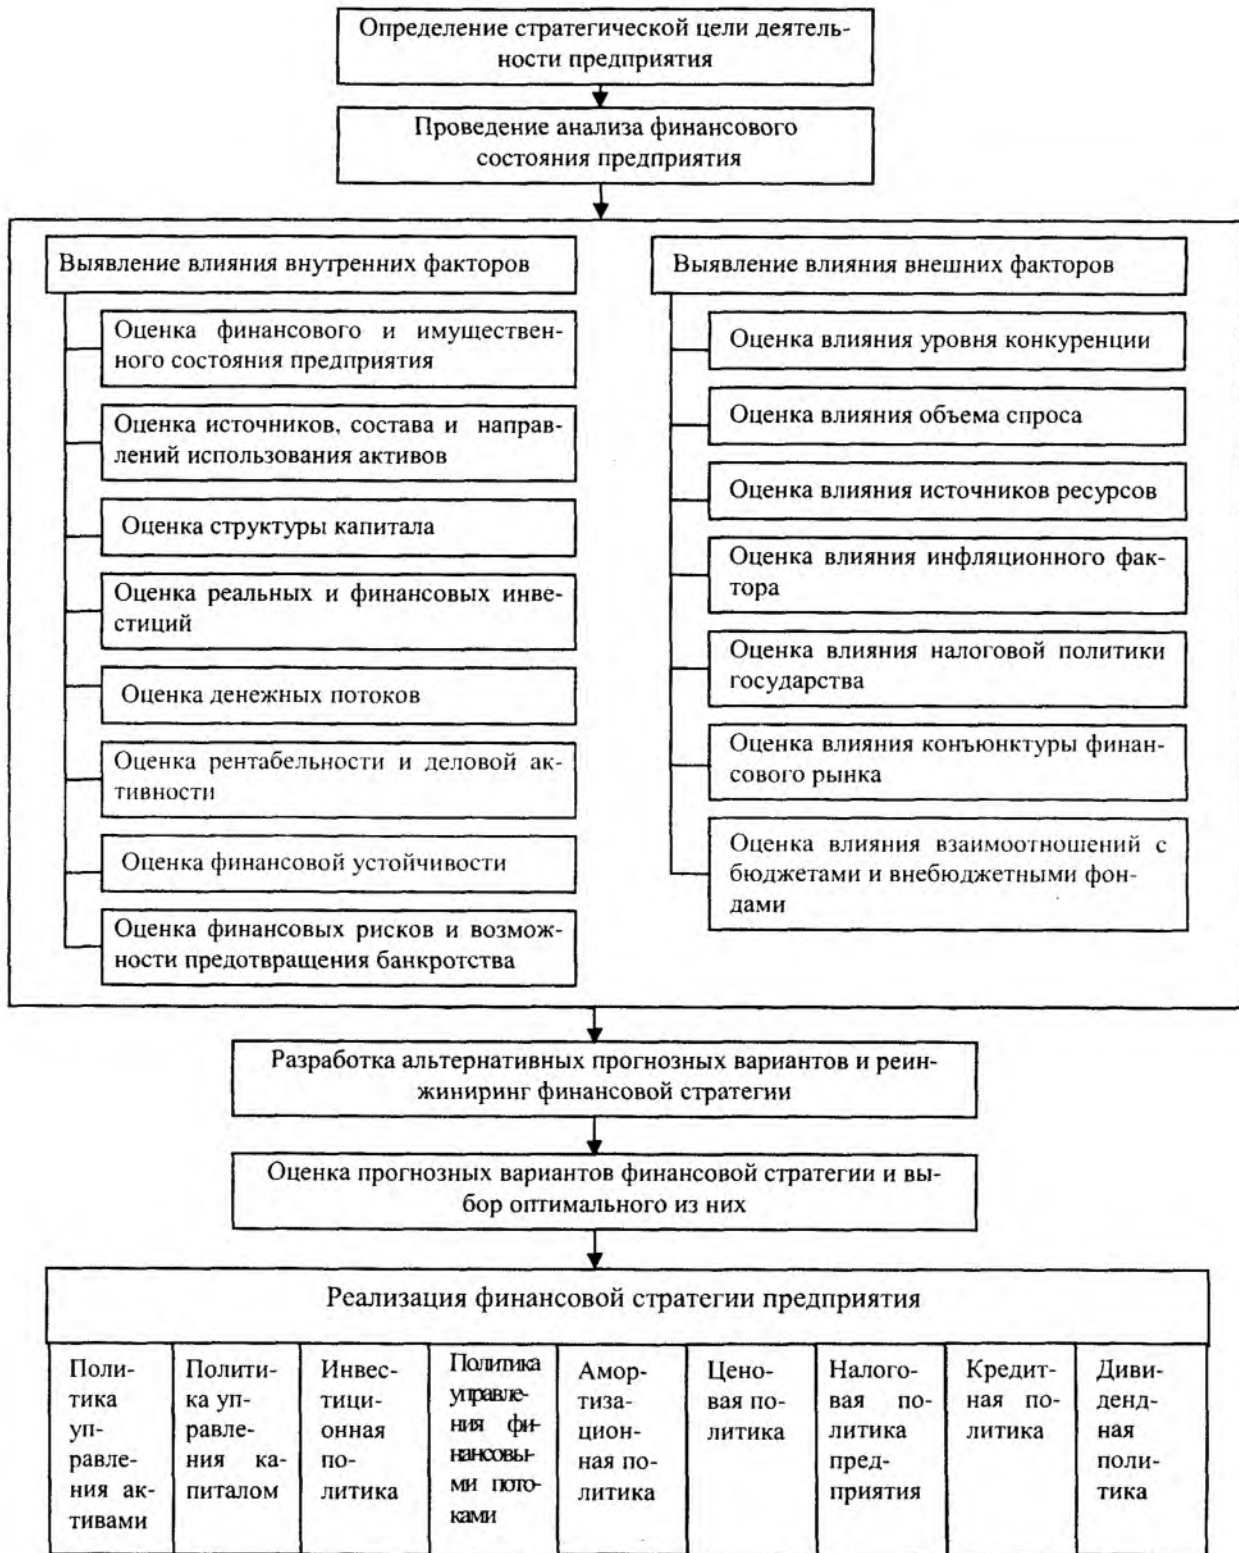 Определение стратегической цели деятель-
ности предприятия
Проведение анализа финансового
состояния предприятия
Выявление влияния внутренних факторов
Оценка финансового и имуществен-
ного состояния предприятия
Оценка источников, состава и направ-
лений использования активов
Оценка структуры капитала
Оценка реальных и финансовых инве-
стиций
Оценка денежных потоков
Оценка рентабельности и деловой ак-
тивности
Оценка финансовой устойчивости
Оценка финансовых рисков и возмож-
ности предотвращения банкротства
Выявление влияния внешних факторов
Оценка влияния уровня конкуренции
Оценка влияния объема спроса
Оценка влияния источников ресурсов
Оценка влияния инфляционного фак-
тора
Оценка влияния налоговой политики
государства
Оценка влияния конъюнктуры финан-
сового рынка
Оценка влияния взаимоотношений с
бюджетами и внебюджетными фон-
дами
Разработка альтернативных прогнозных вариантов и реин-
жиниринг финансовой стратегии
Оценка прогнозных вариантов финансовой стратегии и вы-
бор оптимального из них
Реализация финансовой стратегии предприятия
Поли-
тика
уп-
равле-
ния ак-
тивами
Полити-
ка уп-
равле-
ния ка-
питалом
Инвес-
тици-
онная
по-
литика
Политика
управле-
ния фи-
нансовы-
ми пото-
ками
Амор-
тиза-
цион-
ная по-
литика
Цено-
вая по-
литика
Налого-
вая по-
литика
пред-
приятия
Кредит-
ная по-
литика
Диви-
денд-
ная
поли-
тика